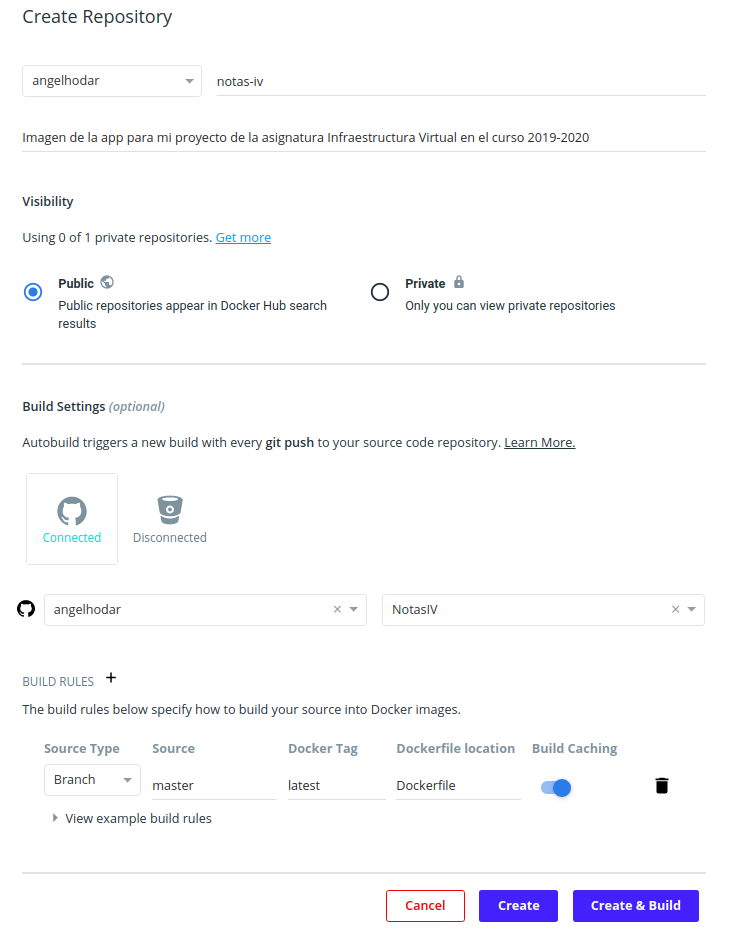 Create Repository
angelhodar notas-iv
Imagen de la app para mi proyecto de la asignatura Infraestructura Virtual en el curso 2019-2020
Visibility
Using 0 of 1 private repositories. Get more
Public
Public repositories appear in Docker Hub search
results
Private
Only you can view private repositories
Build Settings (optional)
Autobuild triggers a new build with every git push to your source code repository. Learn More.
Connected Disconnected
angelhodar × NotasIV ×
BUILD RULES +
The build rules below specify how to build your source into Docker images.
Source Type Source Docker Tag Dockerfile location Build Caching
Branch master latest Dockerfile
View example build rules
Cancel Create Create & Build